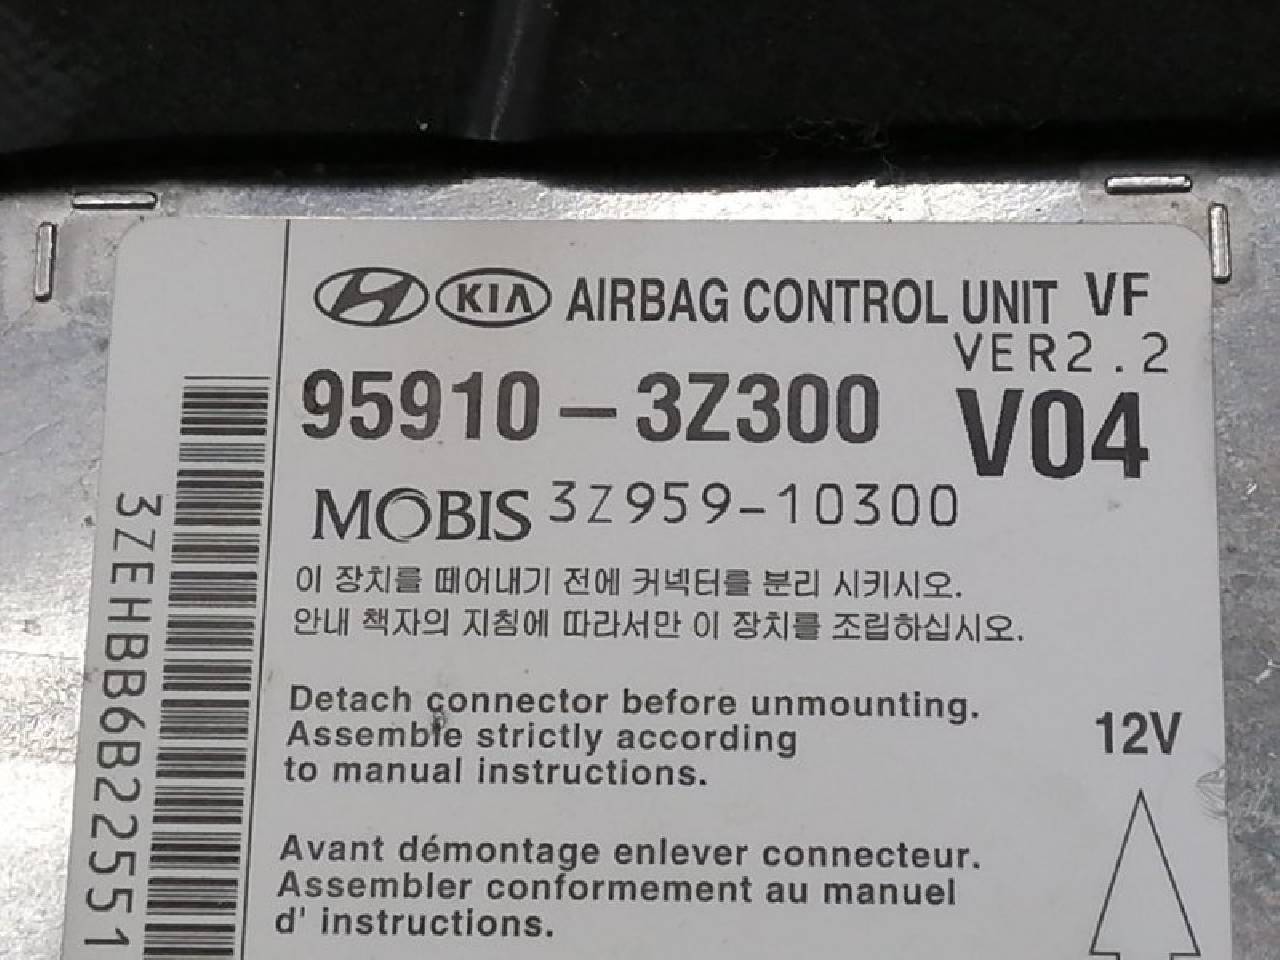 KIA AIRBAG CONTROL UNIT VF
VER2.2
95910-3Z300 V04
MOBIS 3Z959-10300
이 장치를 떼어내기 전에 커넥터를 분리 시키시오.
안내 책자의 지침에 따라서만 이 장치를 조립하십시오.
Detach connector before unmounting.
Assemble strictly according
to manual instructions.
12V
Avant démontage enlever connecteur.
Assembler conformement au manuel
d' instructions.
3ZEHBB6B22551